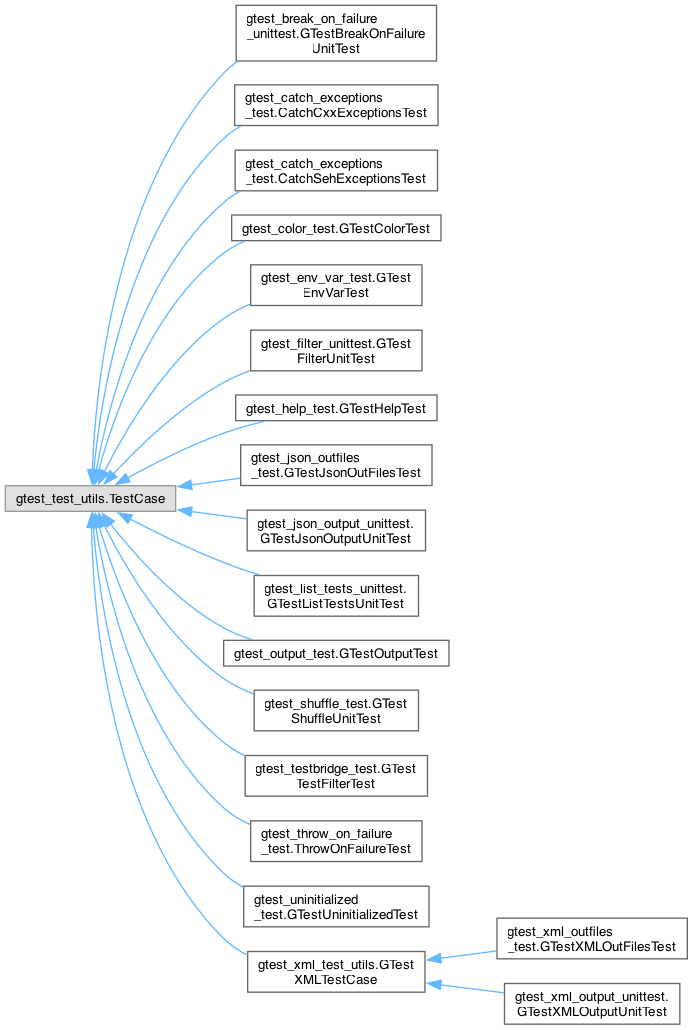 gtest_break_on_failure
_unittest.GTestBreakOnFailure
UnitTest
gtest_catch_exceptions
_test.CatchCxxExceptionsTest
gtest_catch_exceptions
_test.CatchSehExceptionsTest
gtest_color_test.GTestColorTest
gtest_env_var_test.GTest
EnvVarTest
gtest_filter_unittest.GTest
FilterUnitTest
gtest_help_test.GTestHelpTest
gtest_json_outfiles
_test.GTestJsonOutFilesTest
gtest_test_utils.TestCase
gtest_json_output_unittest.
GTestJsonOutputUnitTest
gtest_list_tests_unittest.
GTestListTestsUnitTest
gtest_output_test.GTestOutputTest
gtest_shuffle_test.GTest
ShuffleUnitTest
gtest_testbridge_test.GTest
TestFilterTest
gtest_throw_on_failure
_test.ThrowOnFailureTest
gtest_uninitialized
_test.GTestUninitializedTest
gtest_xml_test_utils.GTest
XMLTestCase
gtest_xml_outfiles
_test.GTestXMLOutFilesTest
gtest_xml_output_unittest.
GTestXMLOutputUnitTest